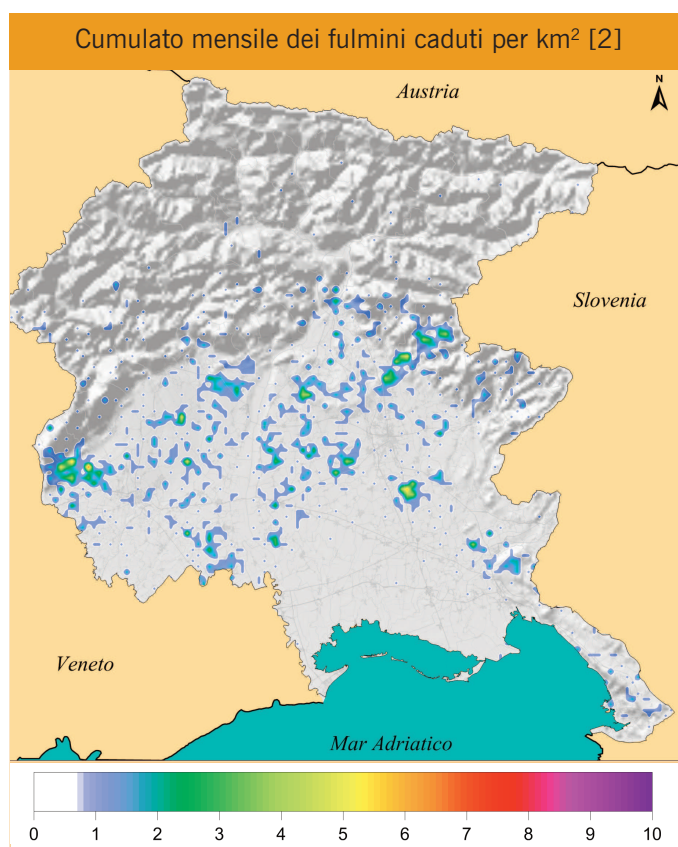 Cumulato mensile dei fulmini caduti per km² [2]
Austria
N
Slovenia
Veneto
Mar Adriatico
0 1 2 3 4 5 6 7 8 9 10